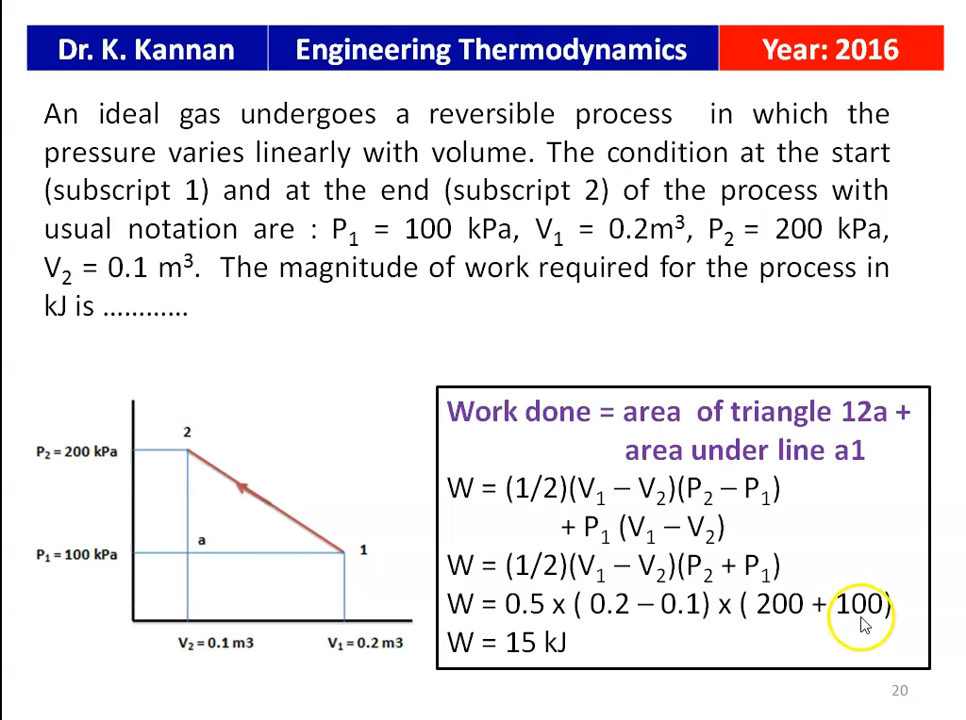 Dr. K. Kannan Engineering Thermodynamics Year: 2016
An ideal gas undergoes a reversible process in which the
pressure varies linearly with volume. The condition at the start
(subscript 1) and at the end (subscript 2) of the process with
usual notation are : P₁ = 100 kPa, V₁ = 0.2m³, P₂ = 200 kPa,
V₂ = 0.1 m³. The magnitude of work required for the process in
kJ is ............
2
P₂ = 200 kPa
a
1
P₁ = 100 kPa
V₂ = 0.1 m3
V₁ = 0.2 m3
Work done = area of triangle 12a +
area under line a1
W = (1/2)(V₁ – V₂)(P₂ – P₁)
+ P₁ (V₁ – V₂)
W = (1/2)(V₁ – V₂)(P₂ + P₁)
W = 0.5 x ( 0.2 – 0.1) x ( 200 + 100)
W = 15 kJ
20